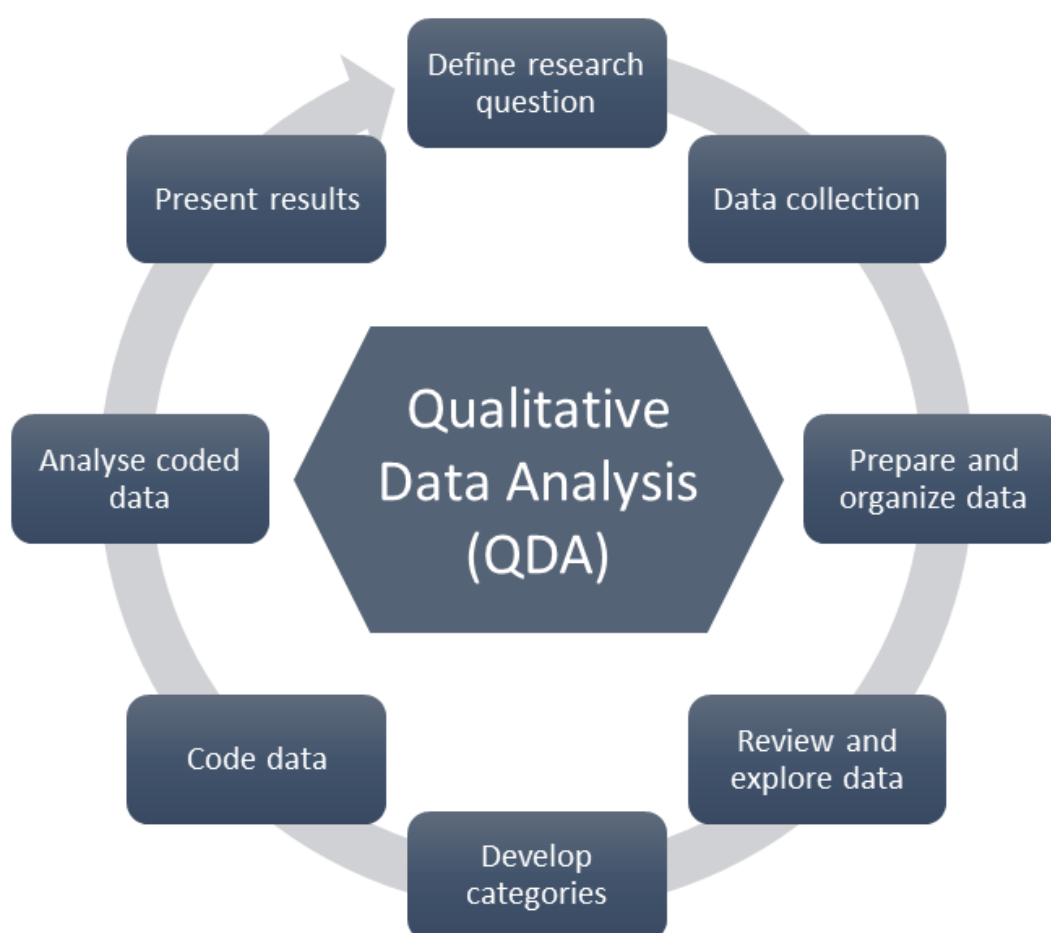 Define research
question
Data collection
Prepare and
organize data
Review and
explore data
Develop
categories
Code data
Analyse coded
data
Present results
Qualitative
Data Analysis
(QDA)